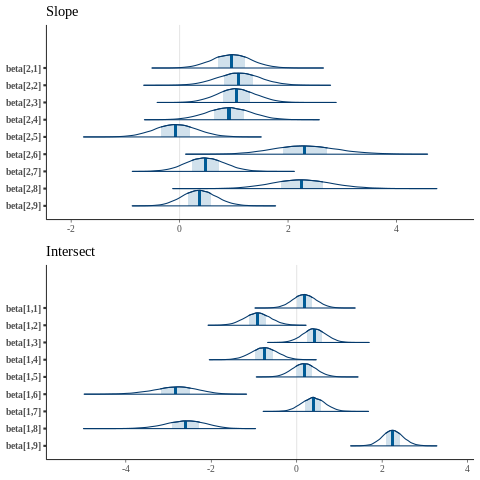 Slope
beta[2,1]
beta[2,2]
beta[2,3]
beta[2,4]
beta[2,5]
beta[2,6]
beta[2,7]
beta[2,8]
beta[2,9]
-2 0 2 4
Intersect
beta[1,1]
beta[1,2]
beta[1,3]
beta[1,4]
beta[1,5]
beta[1,6]
beta[1,7]
beta[1,8]
beta[1,9]
-4 -2 0 2 4